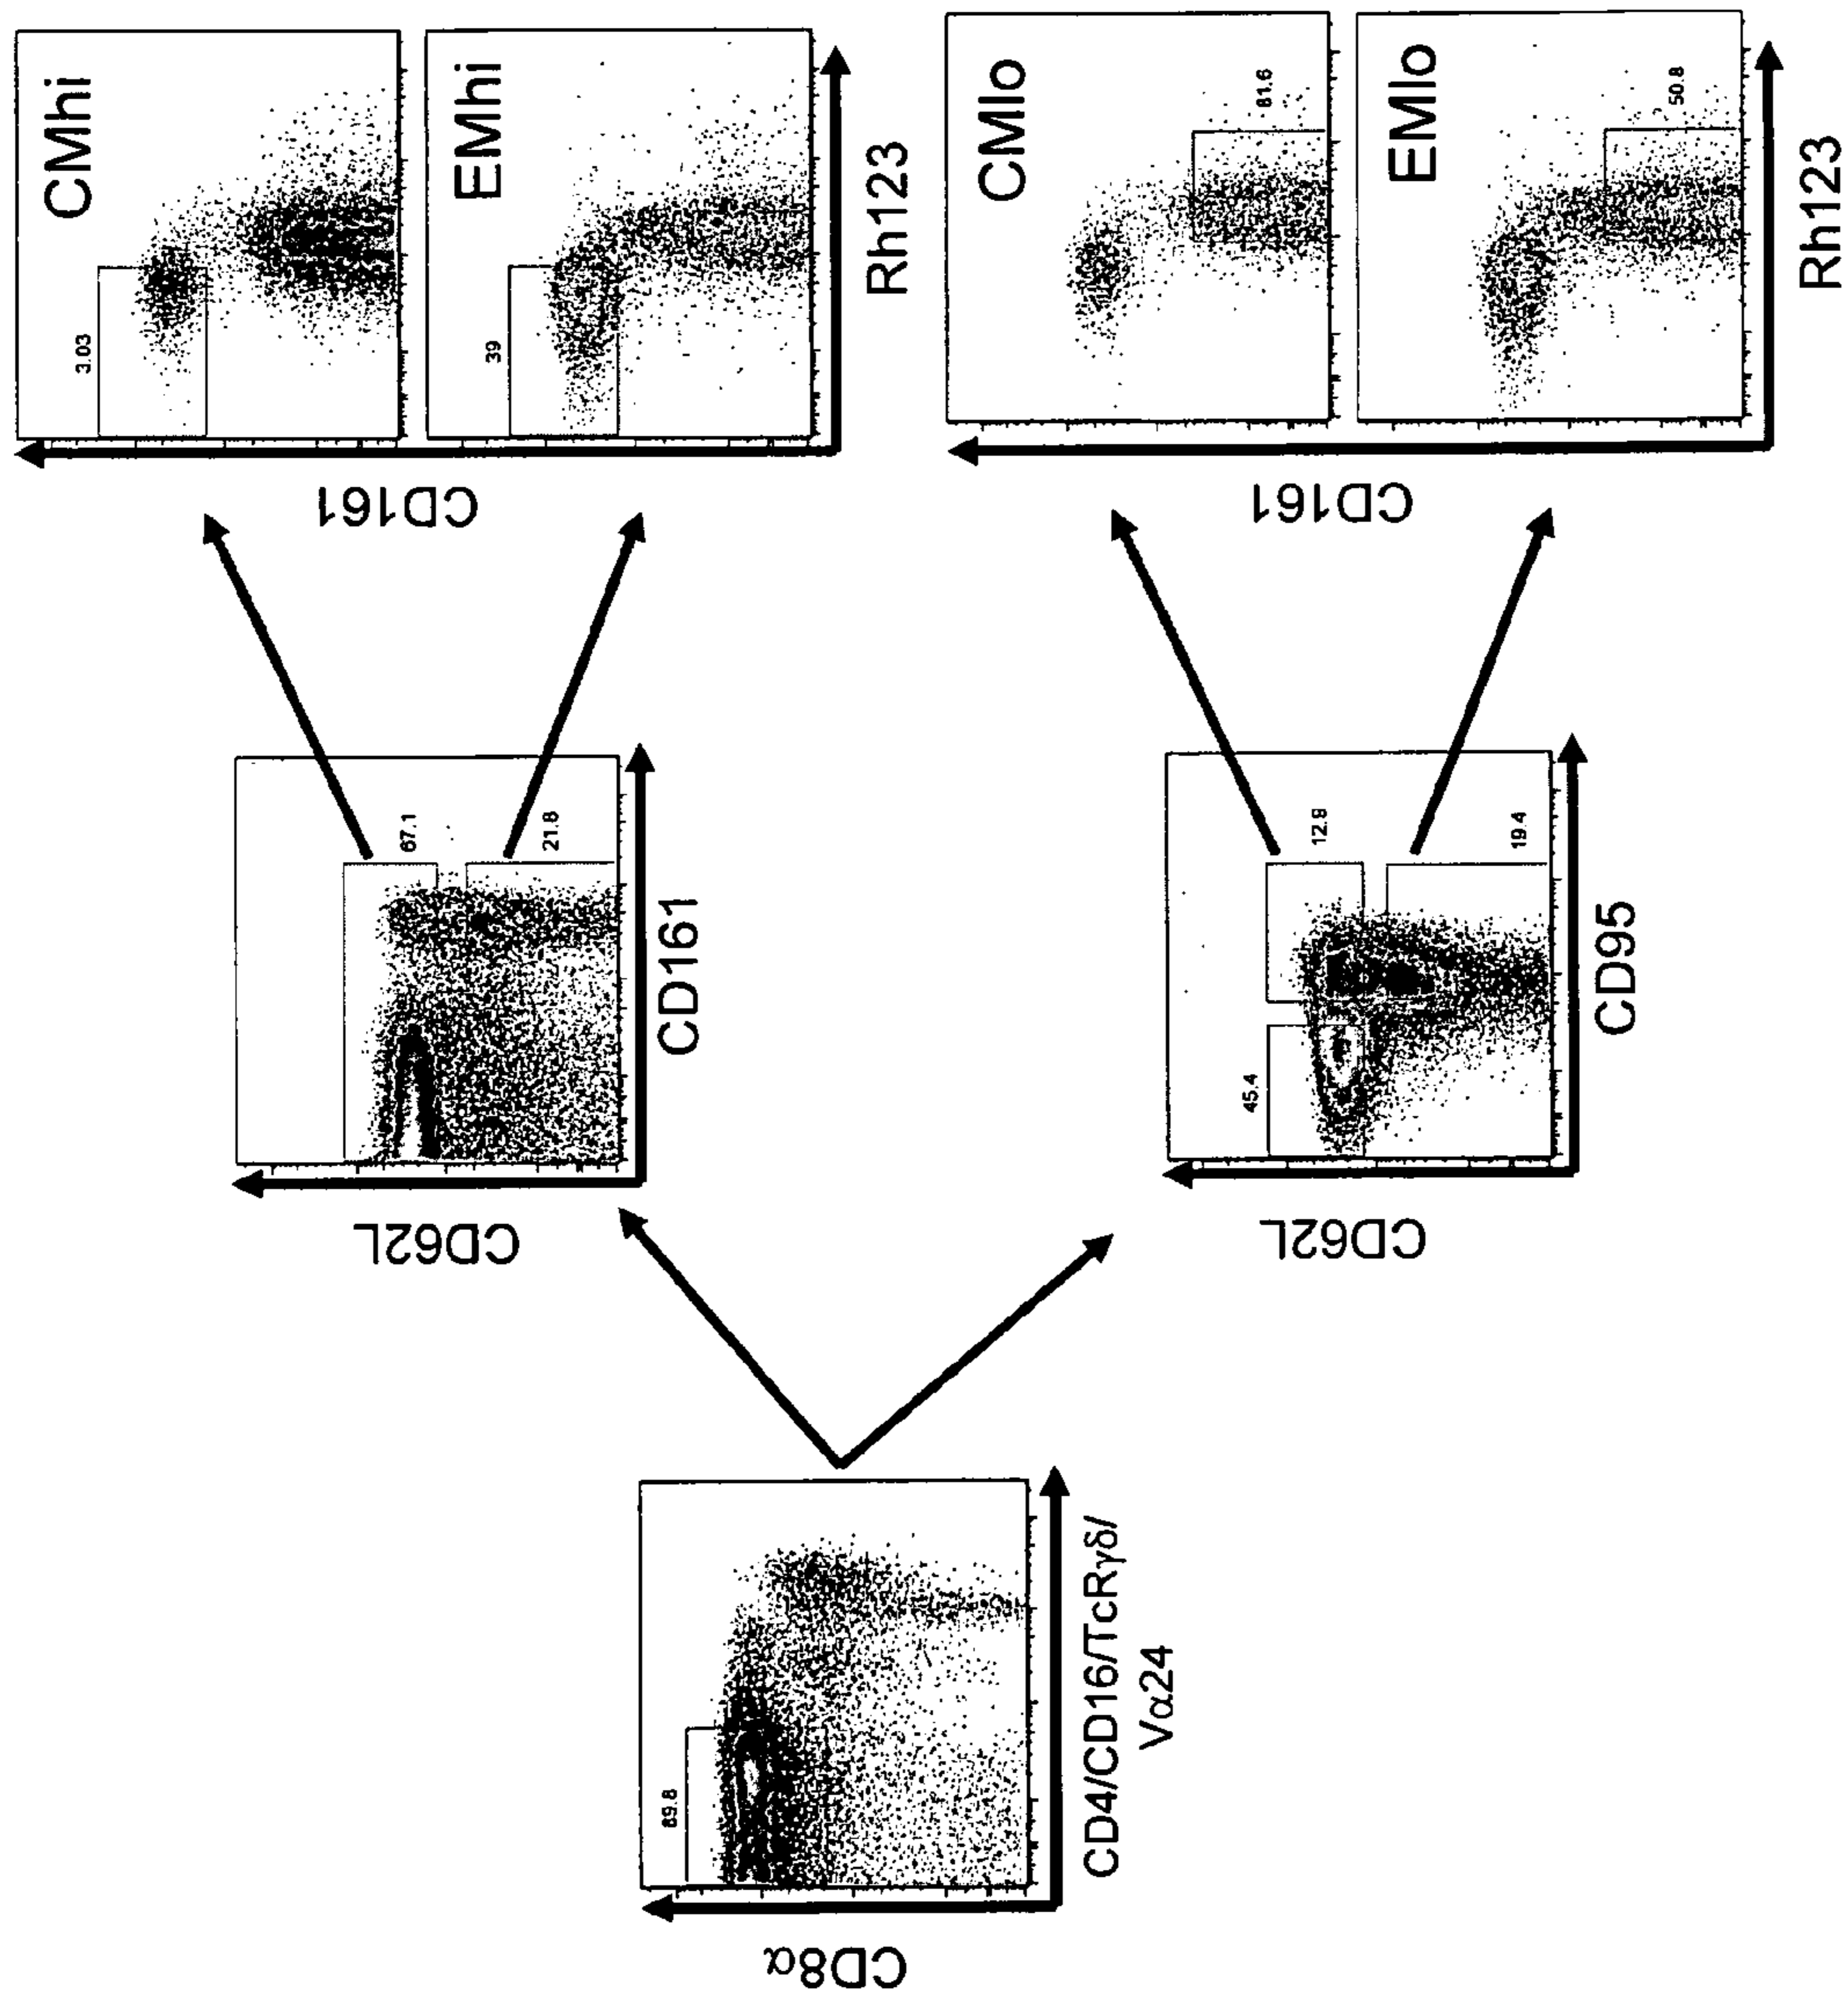 CD8α
89.8
CD4/CD16/TcRγδ/
Vα24
CD62L
67.1
21.8
CD161
CD62L
45.4
12.9
19.4
CD95
CD161
CMhi
3.03
EMhi
39
Rh123
CD161
CMlo
81.6
EMlo
50.8
Rh123